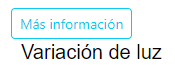 Más información
Variación de luz